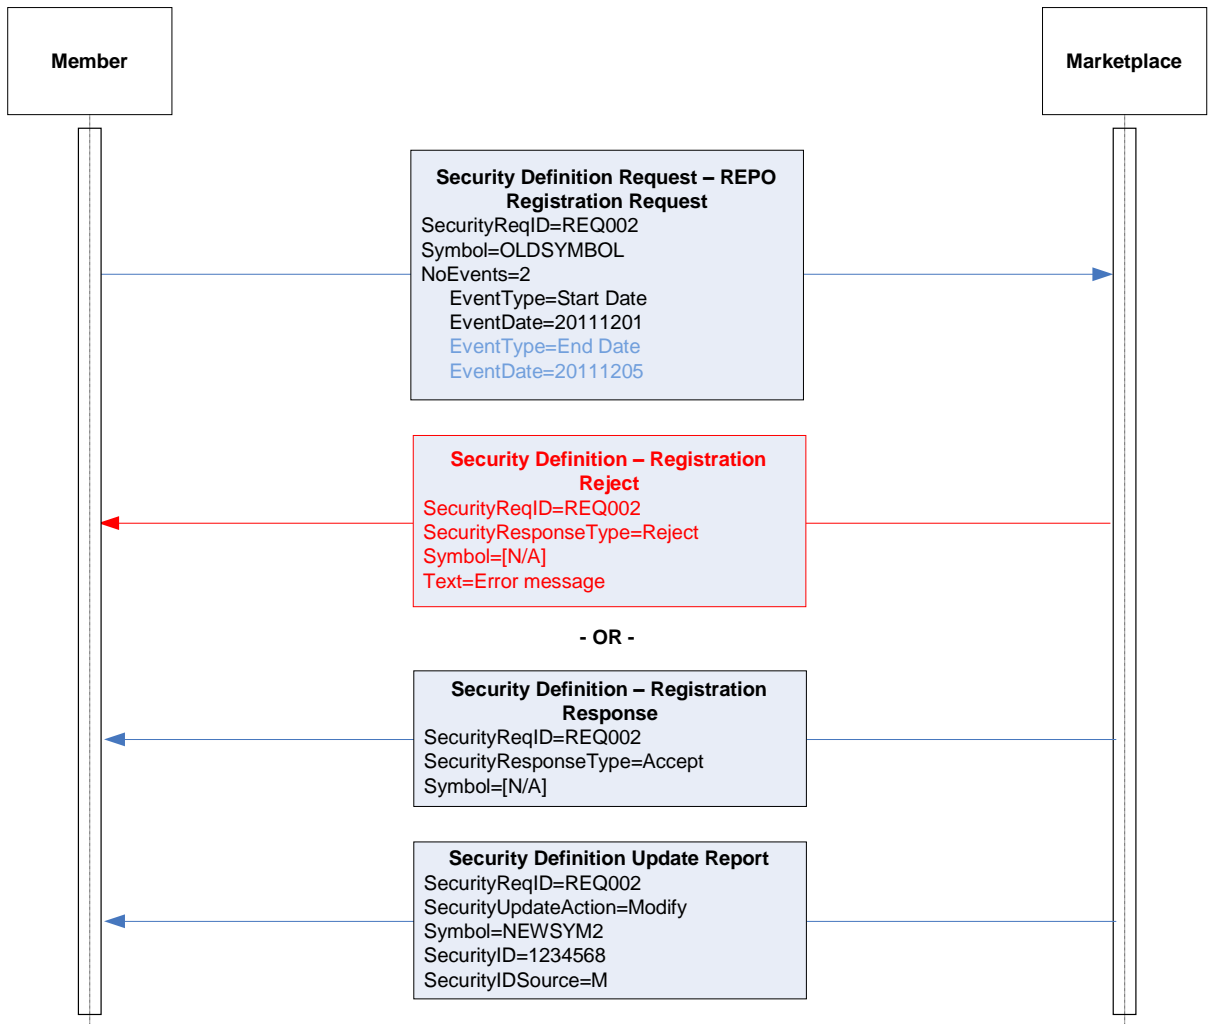 Member
Marketplace
Security Definition Request – REPO
Registration Request
SecurityReqID=REQ002
Symbol=OLDSYMBOL
NoEvents=2
EventType=Start Date
EventDate=20111201
EventType=End Date
EventDate=20111205
Security Definition – Registration
Reject
SecurityReqID=REQ002
SecurityResponseType=Reject
Symbol=[N/A]
Text=Error message
- OR -
Security Definition – Registration
Response
SecurityReqID=REQ002
SecurityResponseType=Accept
Symbol=[N/A]
Security Definition Update Report
SecurityReqID=REQ002
SecurityUpdateAction=Modify
Symbol=NEWSYM2
SecurityID=1234568
SecurityIDSource=M